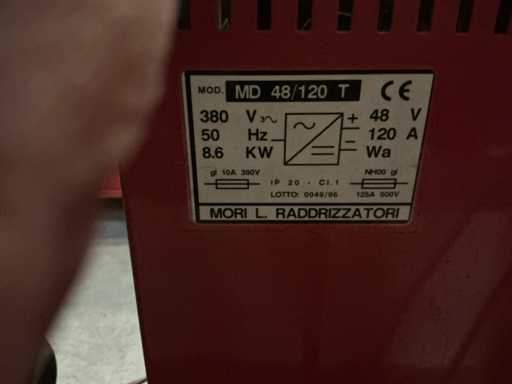 MOD. MD 48/120 T CE
380 V 3~ + 48 V
50 Hz 120 A
8.6 KW Wa
gl 10A 380V NH00 gl
IP 20 - Cl.1
LOTTO: 0049/96 125A 500V
MORI L. RADDRIZZATORI